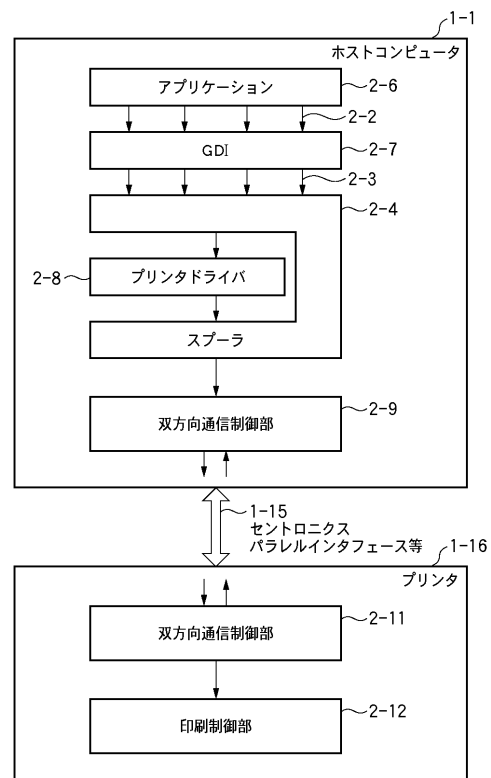 1-1
ホストコンピュータ
アプリケーション
2-6
2-2
GDI
2-7
2-3
2-4
2-8
プリンタドライバ
スプーラ
2-9
双方向通信制御部
1-15
セントロニクス
パラレルインタフェース等
1-16
プリンタ
双方向通信制御部
2-11
印刷制御部
2-12